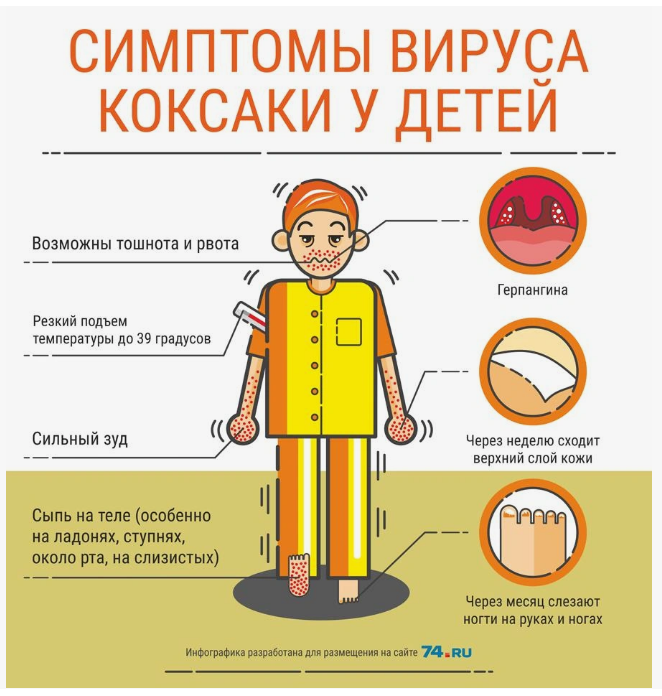 СИМПТОМЫ ВИРУСА
КОКСАКИ У ДЕТЕЙ
Возможны тошнота и рвота
Герпангина
Резкий подъем
температуры до 39 градусов
Сильный зуд
Через неделю сходит
верхний слой кожи
Сыпь на теле (особенно
на ладонях, ступнях,
около рта, на слизистых)
Через месяц слезают
ногти на руках и ногах
Инфографика разработана для размещения на сайте 74.RU